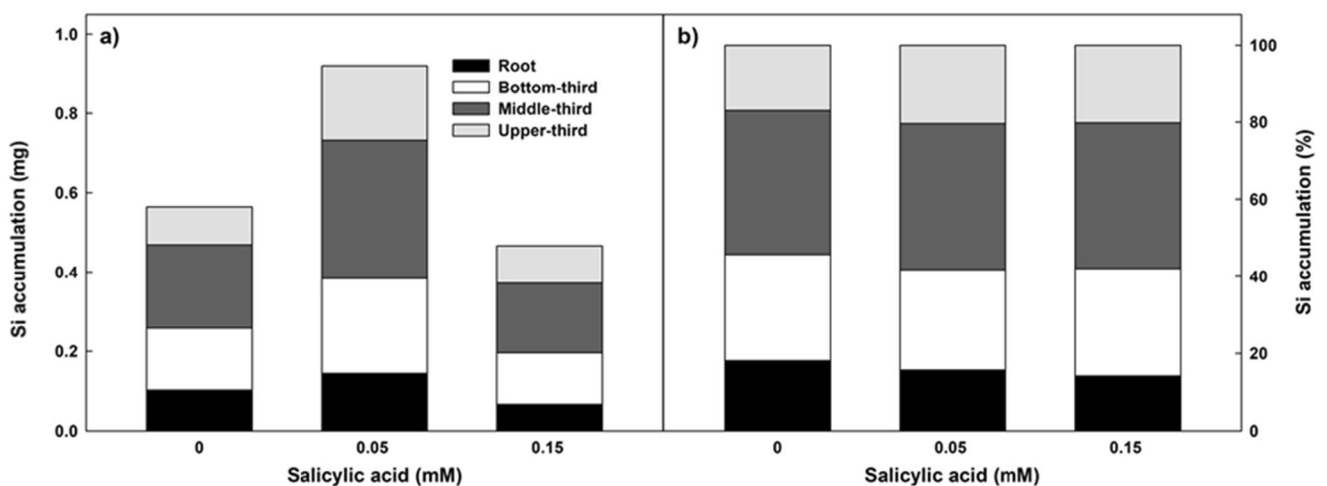 a)
Root
Bottom-third
Middle-third
Upper-third
Si accumulation (mg)
1.0
0.8
0.6
0.4
0.2
0.0
0
0.05
0.15
Salicylic acid (mM)
b)
0
0.05
0.15
Salicylic acid (mM)
100
80
60
40
20
0
Si accumulation (%)